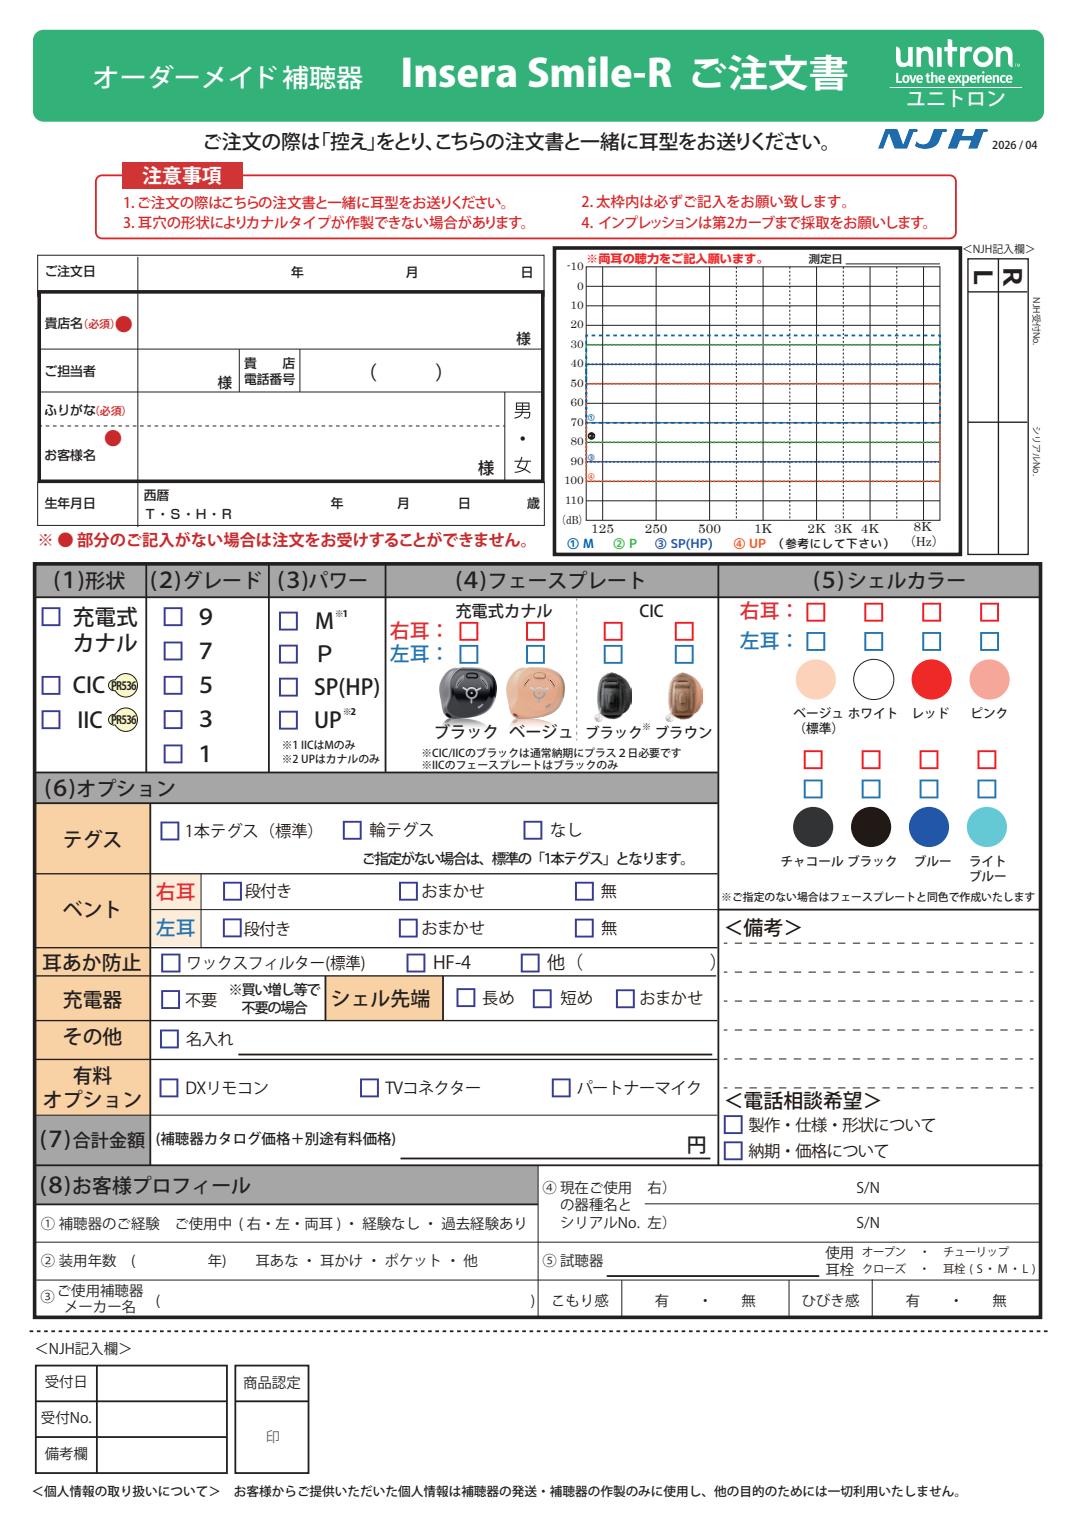 オーダーメイド補聴器 Insera Smile-R ご注文書
unitron
Love the experience
ユニトロン
ご注文の際は「控え」をとり、こちらの注文書と一緒に耳型をお送りください。
NJH 2026 / 04
注意事項
1. ご注文の際はこちらの注文書と一緒に耳型をお送りください。 2. 太枠内は必ずご記入をお願い致します。
3. 耳穴の形状によりカナルタイプが作製できない場合があります。 4. インプレッションは第2カーブまで採取をお願いします。
ご注文日 年 月 日
貴店名(必須) 様
ご担当者 様 貴店電話番号 ( )
ふりがな(必須)
お客様名 様 男・女
生年月日 西暦 年 月 日 歳
T・S・H・R
※ ● 部分のご記入がない場合は注文をお受けすることができません。
※両耳の聴力をご記入願います。 測定日
-10
0
10
20
30
40
50
60
70
80
90
100
110
(dB) 125 250 500 1K 2K 3K 4K 8K
(Hz)
① ② ③ ④
① M ② P ③ SP(HP) ④ UP (参考にして下さい)
<NJH記入欄>
L R
NJH受付No.
シリアルNo.
(1)形状 (2)グレード (3)パワー (4)フェースプレート (5)シェルカラー
充電式カナル
CIC PR536
IIC PR536
9
7
5
3
1
M※1
P
SP(HP)
UP※2
※1 IICはMのみ
※2 UPはカナルのみ
充電式カナル CIC
右耳：
左耳：
ブラック ベージュ ブラック※ ブラウン
※CIC/IICのブラックは通常納期にプラス２日必要です
※IICのフェースプレートはブラックのみ
右耳：
左耳：
ベージュ(標準) ホワイト レッド ピンク
チャコール ブラック ブルー ライトブルー
※ご指定のない場合はフェースプレートと同色で作成いたします
(6)オプション
テグス 1本テグス（標準） 輪テグス なし
ご指定がない場合は、標準の「1本テグス」となります。
ベント 右耳 段付き おまかせ 無
左耳 段付き おまかせ 無
耳あか防止 ワックスフィルター(標準) HF-4 他（ ）
充電器 不要 ※買い増し等で不要の場合 シェル先端 長め 短め おまかせ
その他 名入れ
有料オプション DXリモコン TVコネクター パートナーマイク
(7)合計金額 (補聴器カタログ価格＋別途有料価格) 円
<備考>
<電話相談希望>
製作・仕様・形状について
納期・価格について
(8)お客様プロフィール
① 補聴器のご経験 ご使用中 ( 右・左・両耳 )・経験なし・過去経験あり
② 装用年数 ( 年) 耳あな・耳かけ・ポケット・他
③ ご使用補聴器メーカー名 ( )
④ 現在ご使用の器種名とシリアルNo. 右） S/N
左） S/N
⑤ 試聴器 使用耳栓 オープン ・ チューリップ
クローズ ・ 耳栓 ( S・M・L )
こもり感 有 ・ 無 ひびき感 有 ・ 無
<NJH記入欄>
受付日
受付No.
備考欄
商品認定
印
<個人情報の取り扱いについて> お客様からご提供いただいた個人情報は補聴器の発送・補聴器の作製のみに使用し、他の目的のためには一切利用いたしません。